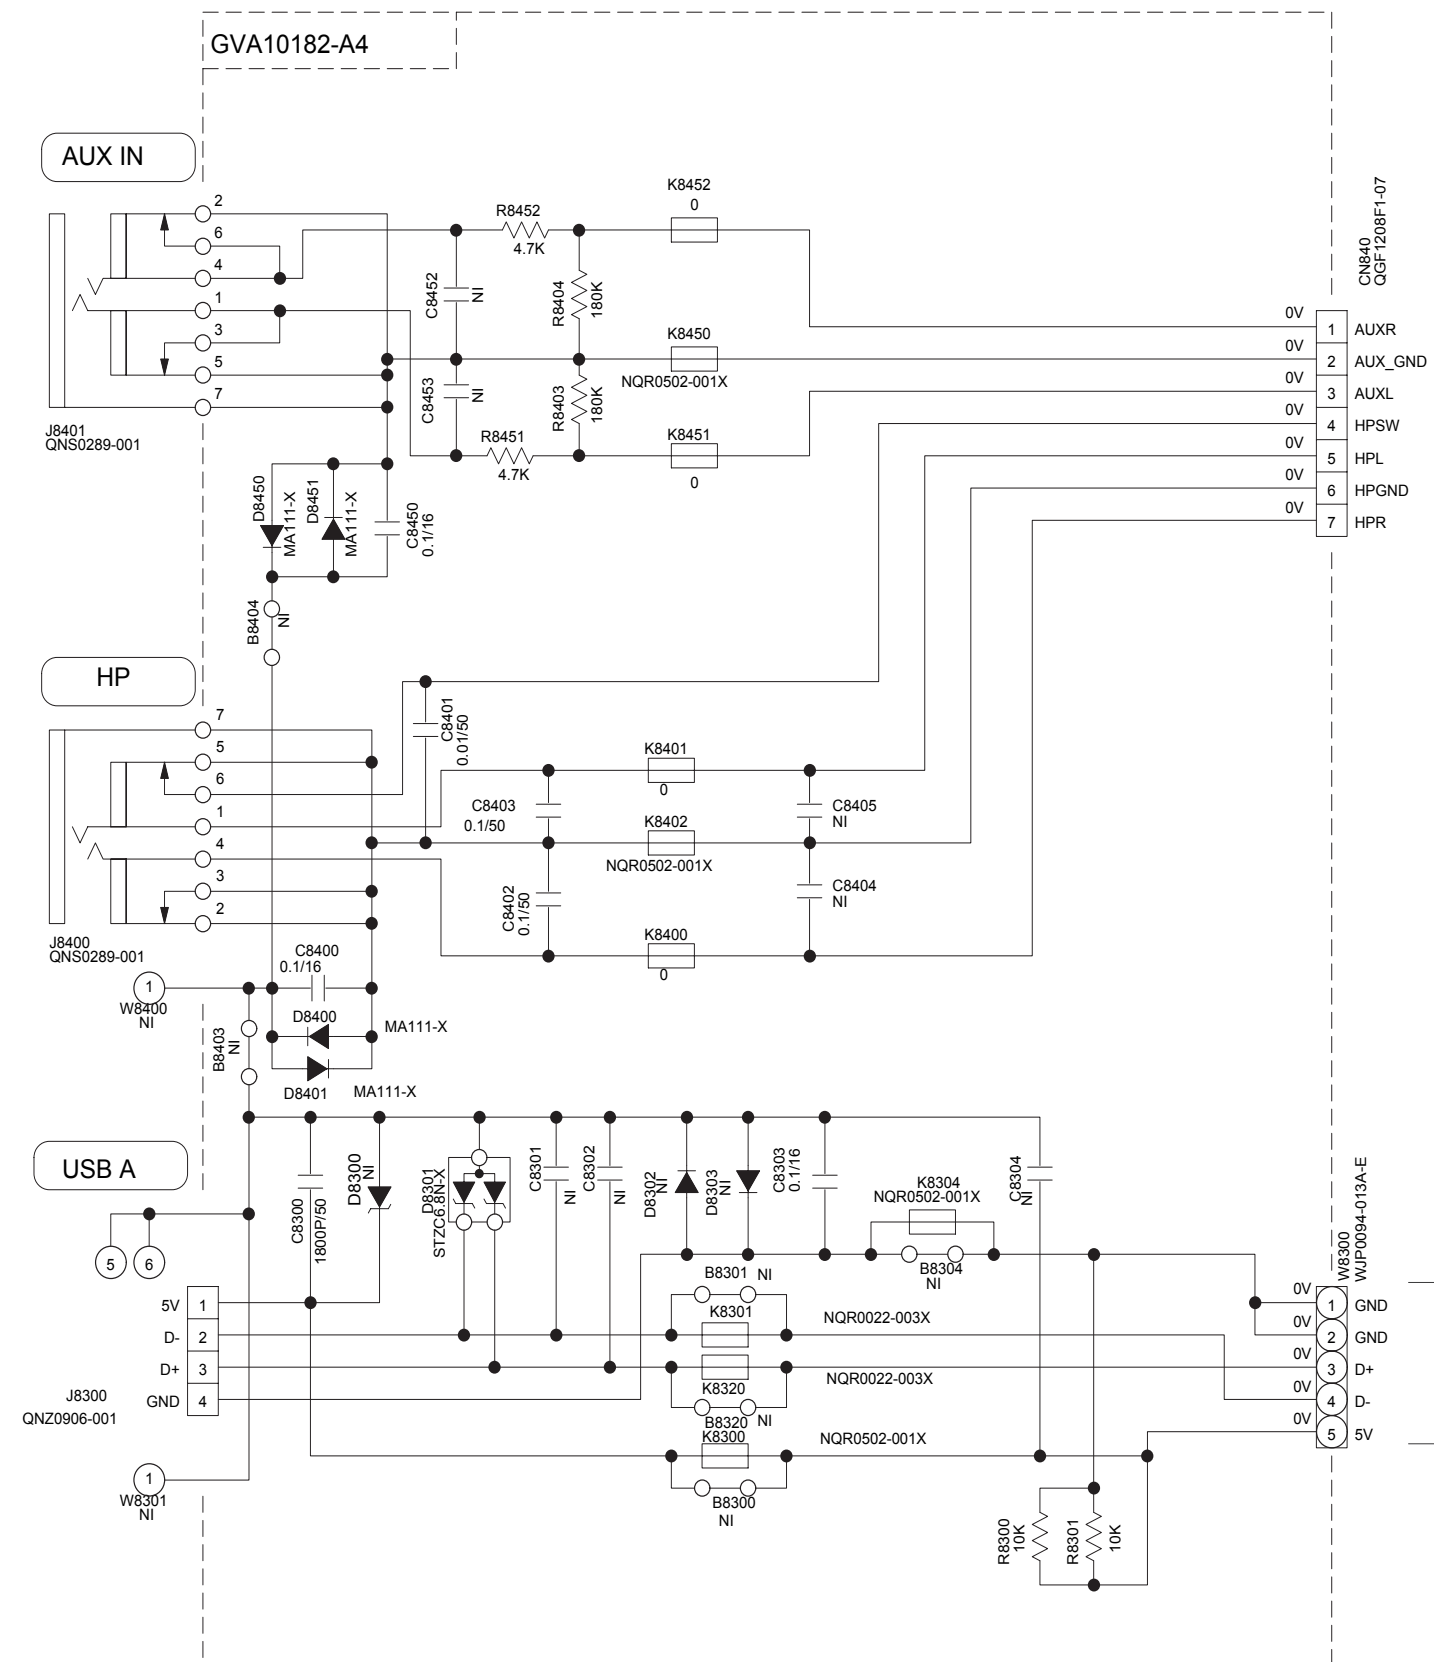 GVA10182-A4
AUX IN
2
6
4
1
3
5
7
J8401
QNS0289-001
K8452
0
R8452
4.7K
C8452
NI
R8404
180K
K8450
NQR0502-001X
C8453
NI
R8403
180K
R8451
4.7K
K8451
0
CN840
QGF1208F1-07
0V
1 AUXR
0V
2 AUX_GND
0V
3 AUXL
0V
4 HPSW
0V
5 HPL
0V
6 HPGND
0V
7 HPR
D8450
MA111-X
D8451
MA111-X
C8450
0.1/16
B8404
NI
HP
7
5
6
1
4
3
2
J8400
QNS0289-001
C8401
0.01/50
K8401
0
C8403
0.1/50
K8402
NQR0502-001X
C8405
NI
C8402
0.1/50
C8404
NI
K8400
0
C8400
0.1/16
1
W8400
NI
D8400
MA111-X
B8403
NI
D8401
MA111-X
USB A
5
6
C8300
1800P/50
D8300
NI
D8301
STZC6.8N-X
C8301
NI
C8302
NI
D8302
NI
D8303
NI
C8303
0.1/16
K8304
NQR0502-001X
B8304
NI
C8304
NI
W8300
WJP0094-013A-E
5V 1
D- 2
D+ 3
GND 4
J8300
QNZ0906-001
B8301 NI
K8301
NQR0022-003X
K8320
NQR0022-003X
B8320 NI
K8300
NQR0502-001X
B8300
NI
0V
1 GND
0V
2 GND
0V
3 D+
0V
4 D-
0V
5 5V
1
W8301
NI
R8300
10K
R8301
10K